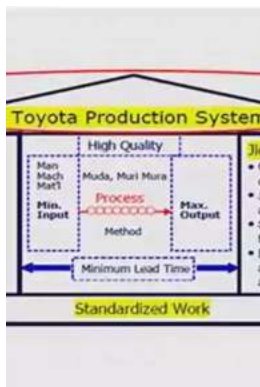 Toyota Production System
High Quality
Man
Mach
Mat'l
Min.
Input
Muda, Muri Mura
Process
Method
Max.
Output
Minimum Lead Time
Standardized Work